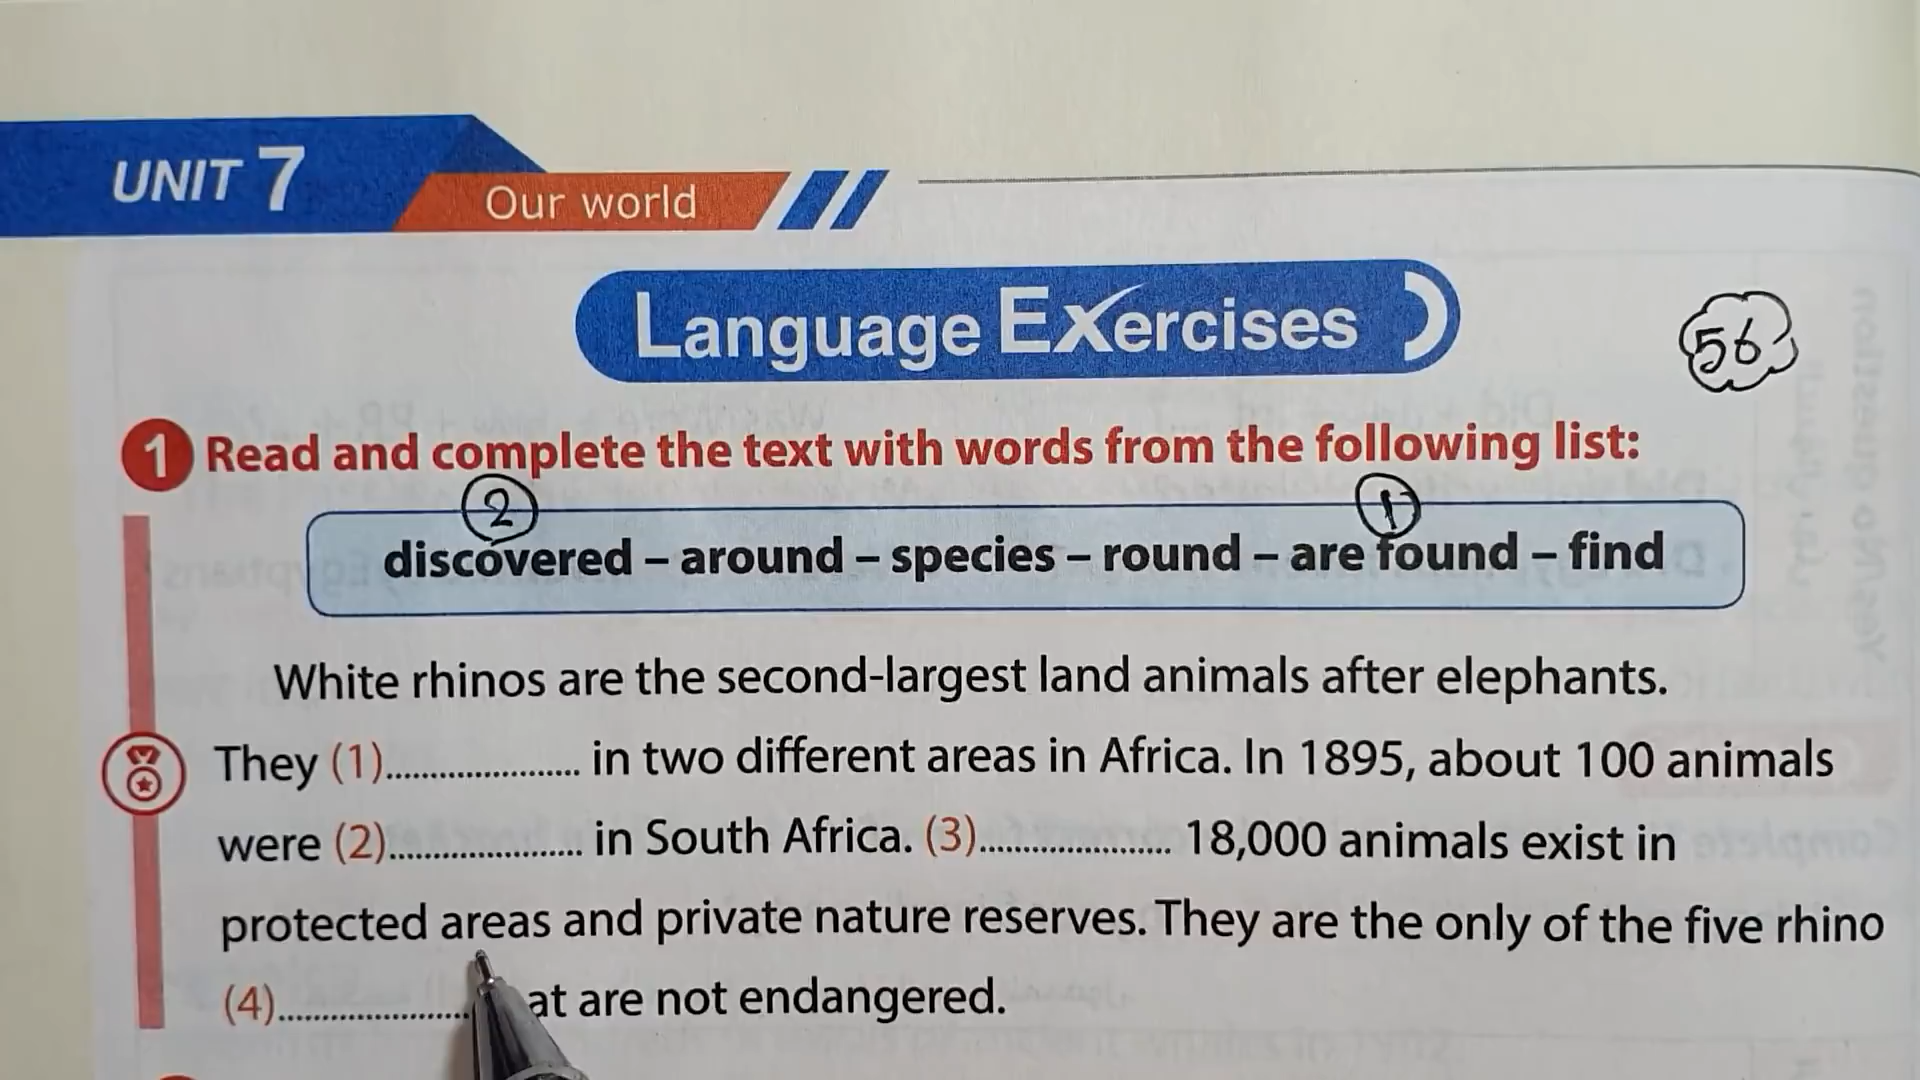 UNIT 7
Our world
Language Exercises
56
1 Read and complete the text with words from the following list:
2 1
discovered – around – species – round – are found – find
White rhinos are the second-largest land animals after elephants.
They (1)..................... in two different areas in Africa. In 1895, about 100 animals
were (2)..................... in South Africa. (3)..................... 18,000 animals exist in
protected areas and private nature reserves. They are the only of the five rhino
(4)..................... at are not endangered.